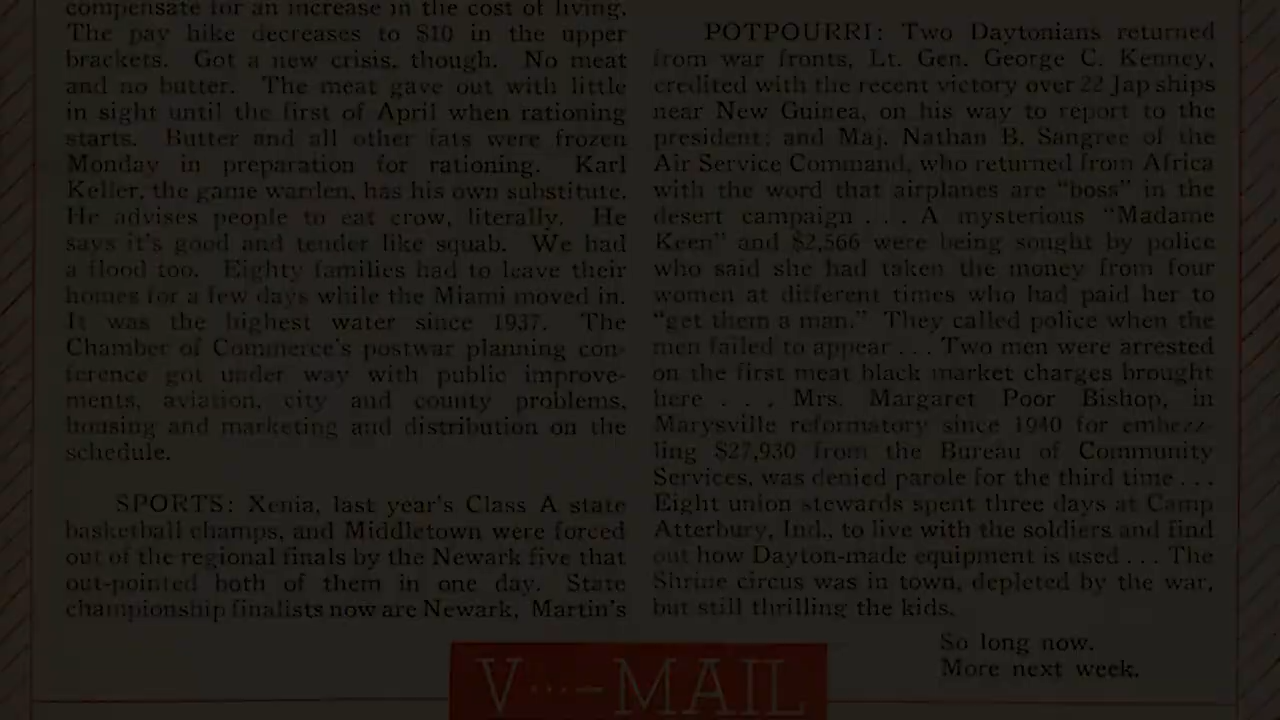 compensate for an increase in the cost of living.
The pay hike decreases to $10 in the upper
brackets. Got a new crisis, though. No meat
and no butter. The meat gave out with little
in sight until the first of April when rationing
starts. Butter and all other fats were frozen
Monday in preparation for rationing. Karl
Keller, the game warden, has his own substitute.
He advises people to eat crow, literally. He
says it's good and tender like squab. We had
a flood too. Eighty families had to leave their
homes for a few days while the Miami moved in.
It was the highest water since 1937. The
Chamber of Commerce's postwar planning con-
ference got under way with public improve-
ments, aviation, city and county problems,
housing and marketing and distribution on the
schedule.
SPORTS: Xenia, last year's Class A state
basketball champs, and Middletown were forced
out of the regional finals by the Newark five that
out-pointed both of them in one day. State
championship finalists now are Newark, Martin's
POTPOURRI: Two Daytonians returned
from war fronts, Lt. Gen. George C. Kenney,
credited with the recent victory over 22 Jap ships
near New Guinea, on his way to report to the
president; and Maj. Nathan B. Sangree of the
Air Service Command, who returned from Africa
with the word that airplanes are "boss" in the
desert campaign .... A mysterious "Madame
Keen" and $2,566 were being sought by police
who said she had taken the money from four
women at different times who had paid her to
"get them a man." They called police when the
men failed to appear ... Two men were arrested
on the first meat black market charges brought
here . . . Mrs. Margaret Poor Bishop, in
Marysville reformatory since 1940 for embezz-
ling $27,930 from the Bureau of Community
Services, was denied parole for the third time ...
Eight union stewards spent three days at Camp
Atterbury, Ind., to live with the soldiers and find
out how Dayton-made equipment is used ... The
Shrine circus was in town, depleted by the war,
but still thrilling the kids.
So long now.
More next week.
V···–MAIL